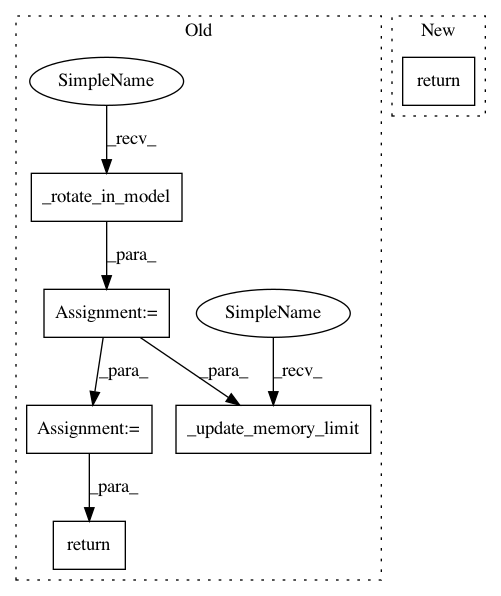 Old
New
SimpleName
return
_recv_
_rotate_in_model
_para_
Assignment:=
SimpleName
_para_
_para_
_recv_
Assignment:=
_update_memory_limit
_para_
return